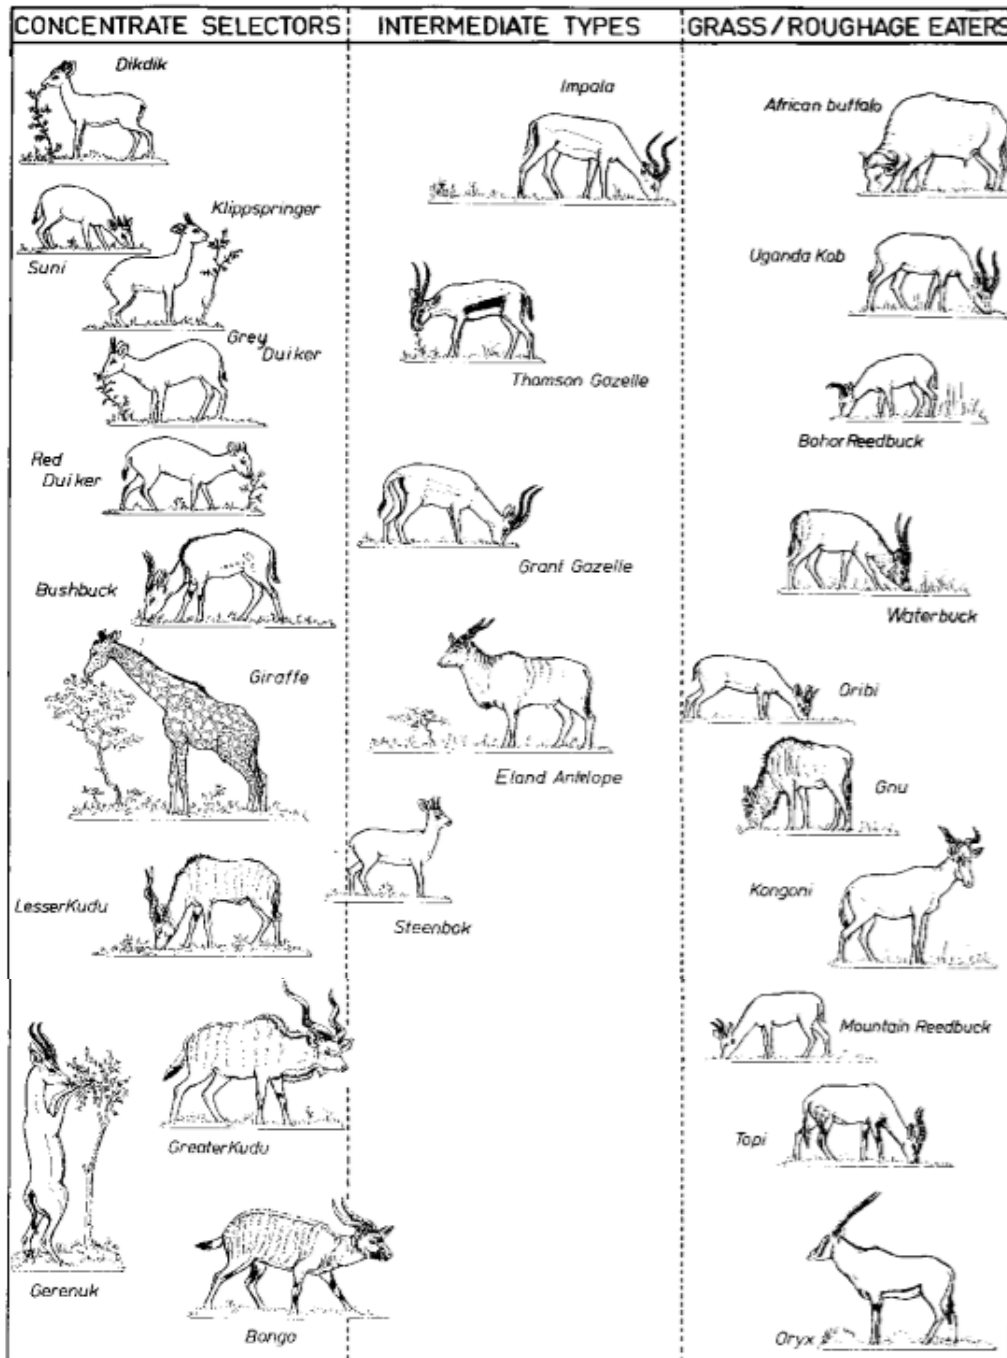 CONCENTRATE SELECTORS
Dikdik
Klippspringer
Suni
Grey
Duiker
Red
Duiker
Bushbuck
Giraffe
LesserKudu
GreaterKudu
Gerenuk
Bongo
INTERMEDIATE TYPES
Impala
Thomson Gazelle
Grant Gazelle
Eland Antelope
Steenbok
GRASS/ROUGHAGE EATERS
African buffalo
Uganda Kob
Bohor Reedbuck
Waterbuck
Oribi
Gnu
Kongoni
Mountain Reedbuck
Topi
Oryx